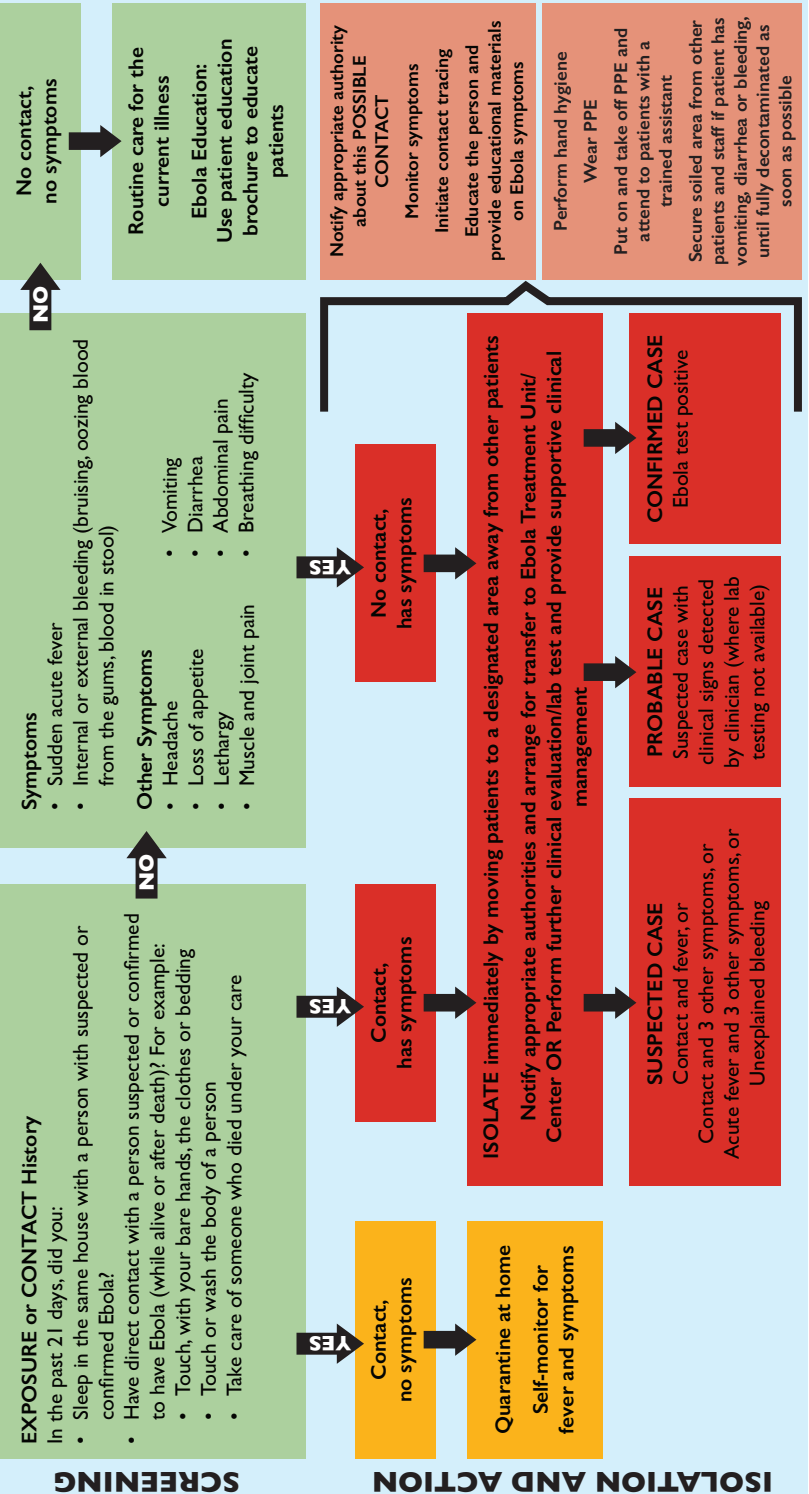 SCREENING
EXPOSURE or CONTACT History
In the past 21 days, did you:
• Sleep in the same house with a person with suspected or
confirmed Ebola?
• Have direct contact with a person suspected or confirmed
to have Ebola (while alive or after death)? For example:
• Touch, with your bare hands, the clothes or bedding
• Touch or wash the body of a person
• Take care of someone who died under your care
NO
Symptoms
• Sudden acute fever
• Internal or external bleeding (bruising, oozing blood
from the gums, blood in stool)
Other Symptoms
• Headache
• Loss of appetite
• Lethargy
• Muscle and joint pain
• Vomiting
• Diarrhea
• Abdominal pain
• Breathing difficulty
NO
No contact,
no symptoms
Routine care for the
current illness
Ebola Education:
Use patient education
brochure to educate
patients
ISOLATION AND ACTION
YES
Contact,
no symptoms
Quarantine at home
Self-monitor for
fever and symptoms
YES
Contact,
has symptoms
YES
No contact,
has symptoms
ISOLATE immediately by moving patients to a designated area away from other patients
Notify appropriate authorities and arrange for transfer to Ebola Treatment Unit/
Center OR Perform further clinical evaluation/lab test and provide supportive clinical
management
SUSPECTED CASE
Contact and fever, or
Contact and 3 other symptoms, or
Acute fever and 3 other symptoms, or
Unexplained bleeding
PROBABLE CASE
Suspected case with
clinical signs detected
by clinician (where lab
testing not available)
CONFIRMED CASE
Ebola test positive
Notify appropriate authority
about this POSSIBLE
CONTACT
Monitor symptoms
Initiate contact tracing
Educate the person and
provide educational materials
on Ebola symptoms
Perform hand hygiene
Wear PPE
Put on and take off PPE and
attend to patients with a
trained assistant
Secure soiled area from other
patients and staff if patient has
vomiting, diarrhea or bleeding,
until fully decontaminated as
soon as possible